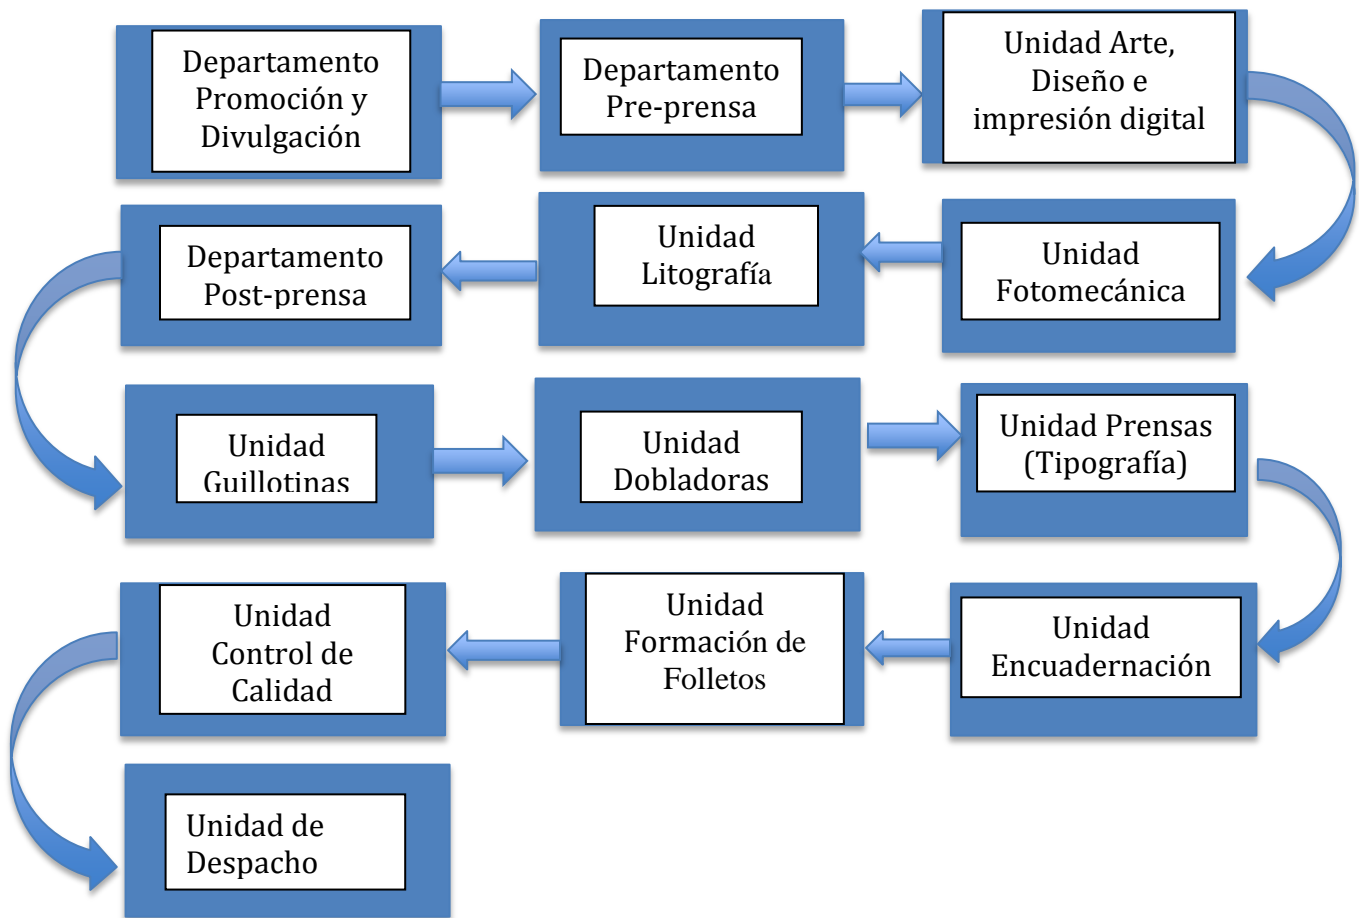 Departamento
Promoción y
Divulgación
Departamento
Pre-prensa
Unidad Arte,
Diseño e
impresión digital
Unidad
Fotomecánica
Unidad
Litografía
Departamento
Post-prensa
Unidad
Guillotinas
Unidad
Dobladoras
Unidad Prensas
(Tipografía)
Unidad
Encuadernación
Unidad
Formación de
Folletos
Unidad
Control de
Calidad
Unidad de
Despacho